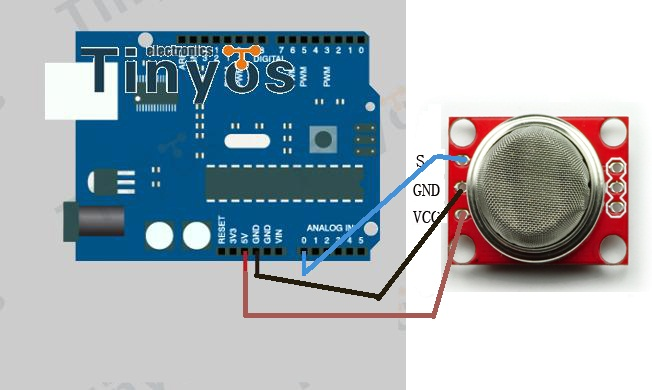 electronics
Tinyos
DIGITAL
7 6 5 4 3 2 1 0
PWM
PWM
S
GND
VCC
RESET
3V3
5V
GND
GND
VIN
ANALOG IN
0 1 2 3 4 5